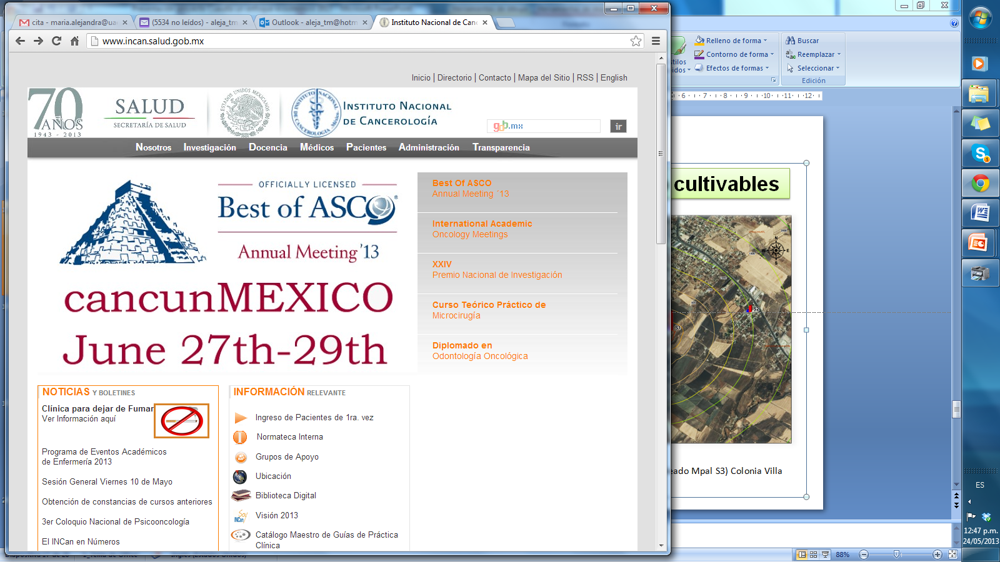 cita - maria.alejandra@ua
(5534 no leídos) - aleja_tm
Outlook - aleja_tm@hotm
Instituto Nacional de Can
www.incan.salud.gob.mx
Inicio | Directorio | Contacto | Mapa del Sitio | RSS | English
70
AÑOS
1943 - 2013
SALUD
SECRETARÍA DE SALUD
ESTADOS UNIDOS MEXICANOS
INSTITUTO NACIONAL
DE CANCEROLOGÍA
gob.mx
ir
Nosotros Investigación Docencia Médicos Pacientes Administración Transparencia
OFFICIALLY LICENSED
Best of ASCO®
Annual Meeting '13
cancunMEXICO
June 27th-29th
Best Of ASCO
Annual Meeting ´13
International Academic
Oncology Meetings
XXIV
Premio Nacional de Investigación
Curso Teórico Práctico de
Microcirugía
Diplomado en
Odontología Oncológica
NOTICIAS Y BOLETINES
Clínica para dejar de Fumar
Ver Información aquí
Programa de Eventos Académicos
de Enfermería 2013
Sesión General Viernes 10 de Mayo
Obtención de constancias de cursos anteriores
3er Coloquio Nacional de Psicooncología
El INCan en Números
INFORMACIÓN RELEVANTE
Ingreso de Pacientes de 1ra. vez
Normateca Interna
Grupos de Apoyo
Ubicación
Biblioteca Digital
Soy
INCan
Visión 2013
Catálogo Maestro de Guías de Práctica
Clínica
Relleno de forma
Contorno de forma
Efectos de formas
Buscar
Reemplazar
Seleccionar
Edición
6 7 8 9 10 11 12
cultivables
N
W E
S
S2
S1
eado Mpal S3) Colonia Villa
88%
ES
12:47 p.m.
24/05/2013